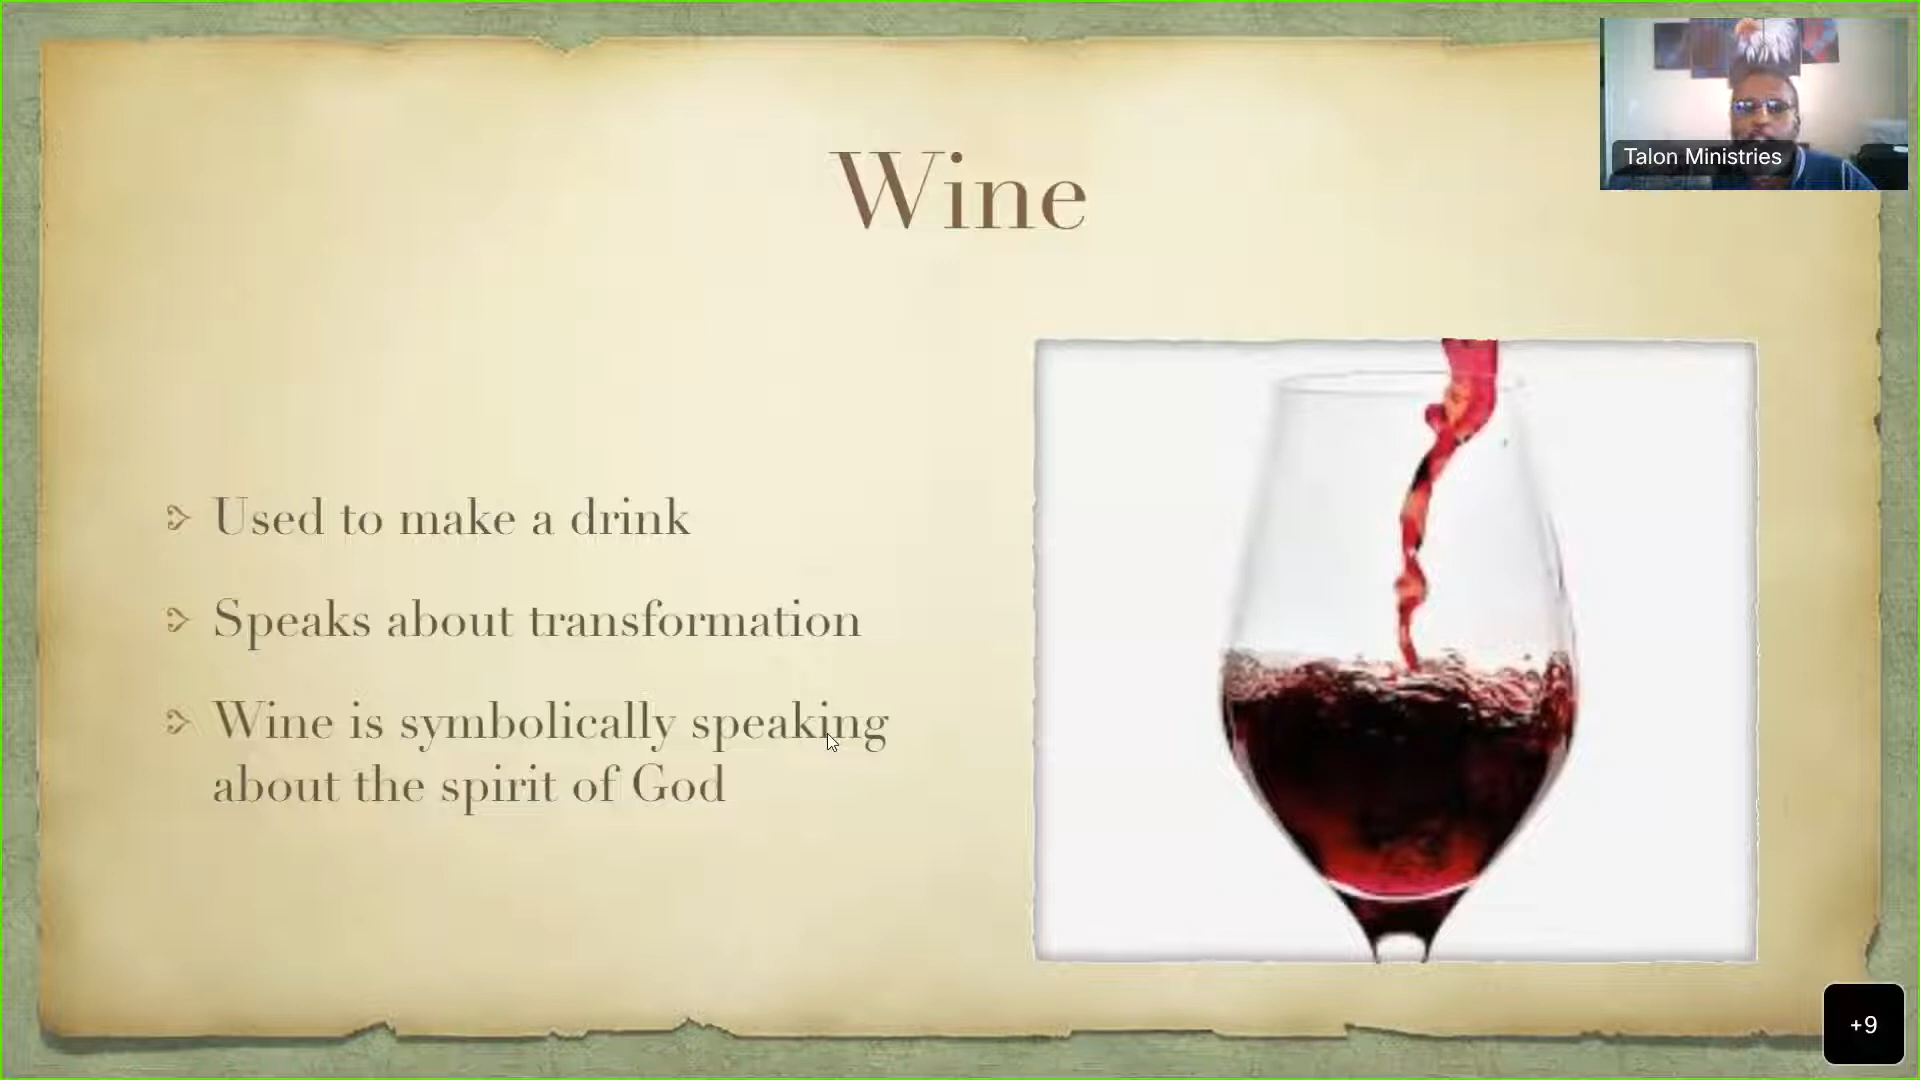 Talon Ministries
Wine
Used to make a drink
Speaks about transformation
Wine is symbolically speaking
about the spirit of God
+9